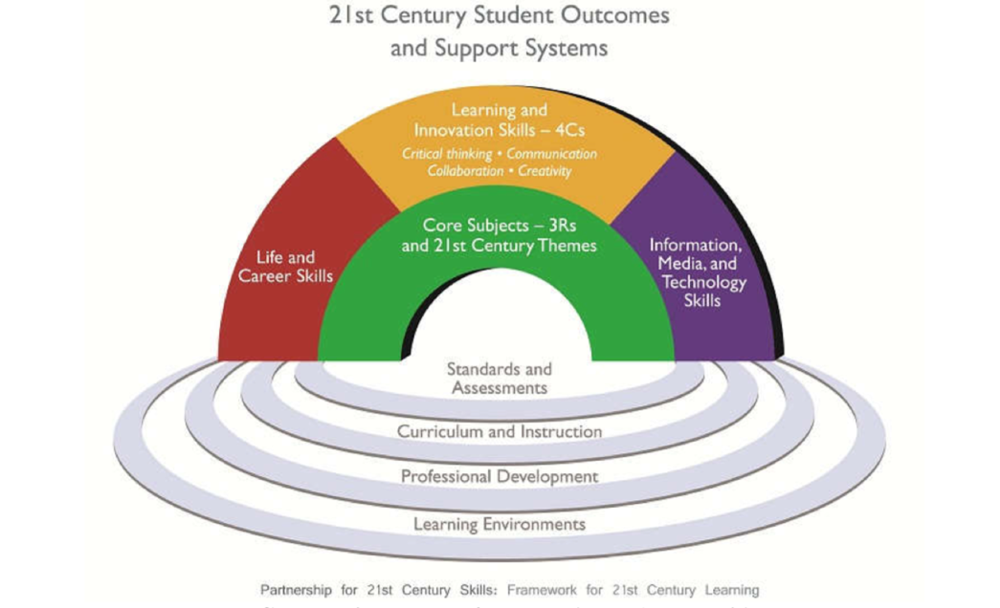 21st Century Student Outcomes
and Support Systems
Learning and
Innovation Skills – 4Cs
Critical thinking • Communication
Collaboration • Creativity
Core Subjects – 3Rs
and 21st Century Themes
Life and
Career Skills
Information,
Media, and
Technology
Skills
Standards and
Assessments
Curriculum and Instruction
Professional Development
Learning Environments
Partnership for 21st Century Skills: Framework for 21st Century Learning